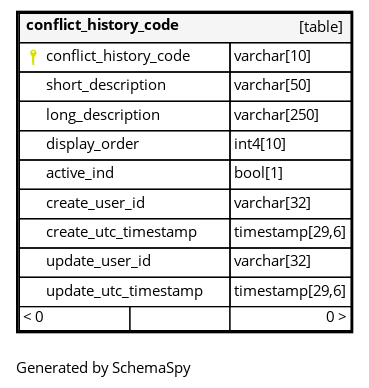 conflict_history_code [table]
conflict_history_code varchar[10]
short_description varchar[50]
long_description varchar[250]
display_order int4[10]
active_ind bool[1]
create_user_id varchar[32]
create_utc_timestamp timestamp[29,6]
update_user_id varchar[32]
update_utc_timestamp timestamp[29,6]
< 0 0 >
Generated by SchemaSpy